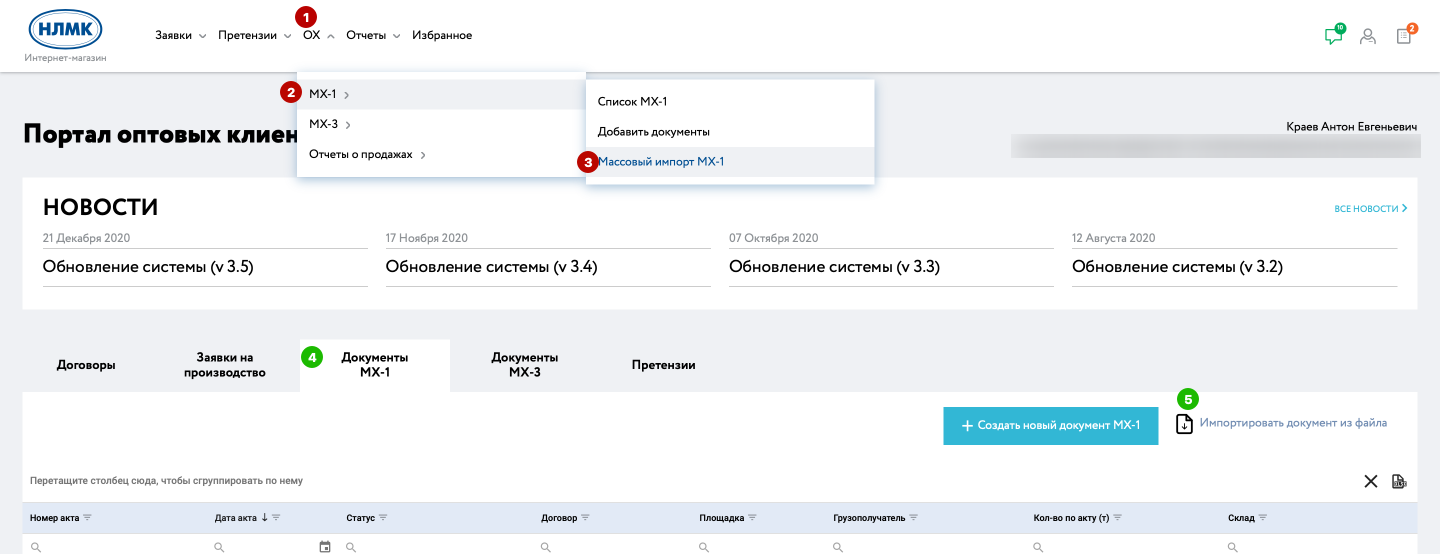 НЛМК
Интернет-магазин
1
Заявки Претензии ОХ Отчеты Избранное
10
2
2
МХ-1
МХ-3
Отчеты о продажах
Список МХ-1
Добавить документы
3
Массовый импорт МХ-1
Портал оптовых клиен
Краев Антон Евгеньевич
НОВОСТИ
ВСЕ НОВОСТИ
21 Декабря 2020 17 Ноября 2020 07 Октября 2020 12 Августа 2020
Обновление системы (v 3.5) Обновление системы (v 3.4) Обновление системы (v 3.3) Обновление системы (v 3.2)
Договоры
Заявки на
производство
4
Документы
МХ-1
Документы
МХ-3
Претензии
5
+ Создать новый документ МХ-1
Импортировать документ из файла
Перетащите столбец сюда, чтобы сгруппировать по нему
Номер акта Дата акта Статус Договор Площадка Грузополучатель Кол-во по акту (т) Склад